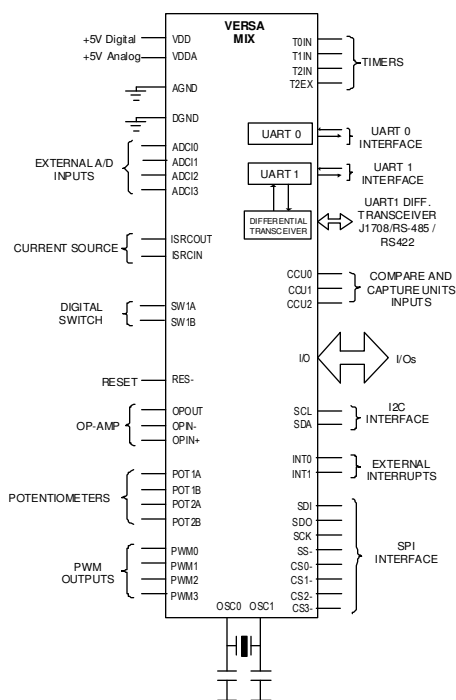 VERSA
MIX
+5V Digital
VDD
+5V Analog
VDDA
AGND
DGND
EXTERNAL A/D
INPUTS
ADCI0
ADCI1
ADCI2
ADCI3
CURRENT SOURCE
ISRCOUT
ISRCIN
DIGITAL
SWITCH
SW1A
SW1B
RESET
RES-
OP-AMP
OPOUT
OPIN-
OPIN+
POTENTIOMETERS
POT1A
POT1B
POT2A
POT2B
PWM
OUTPUTS
PWM0
PWM1
PWM2
PWM3
OSC0 OSC1
T0IN
T1IN
T2IN
T2EX
TIMERS
UART 0
UART 0
INTERFACE
UART 1
UART 1
INTERFACE
DIFFERENTIAL
TRANSCEIVER
UART1 DIFF.
TRANSCEIVER
J1708/RS-485 /
RS422
CCU0
CCU1
CCU2
COMPARE AND
CAPTURE UNITS
INPUTS
I/O
I/Os
SCL
SDA
I2C
INTERFACE
INT0
INT1
EXTERNAL
INTERRUPTS
SDI
SDO
SCK
SS-
CS0-
CS1-
CS2-
CS3-
SPI
INTERFACE